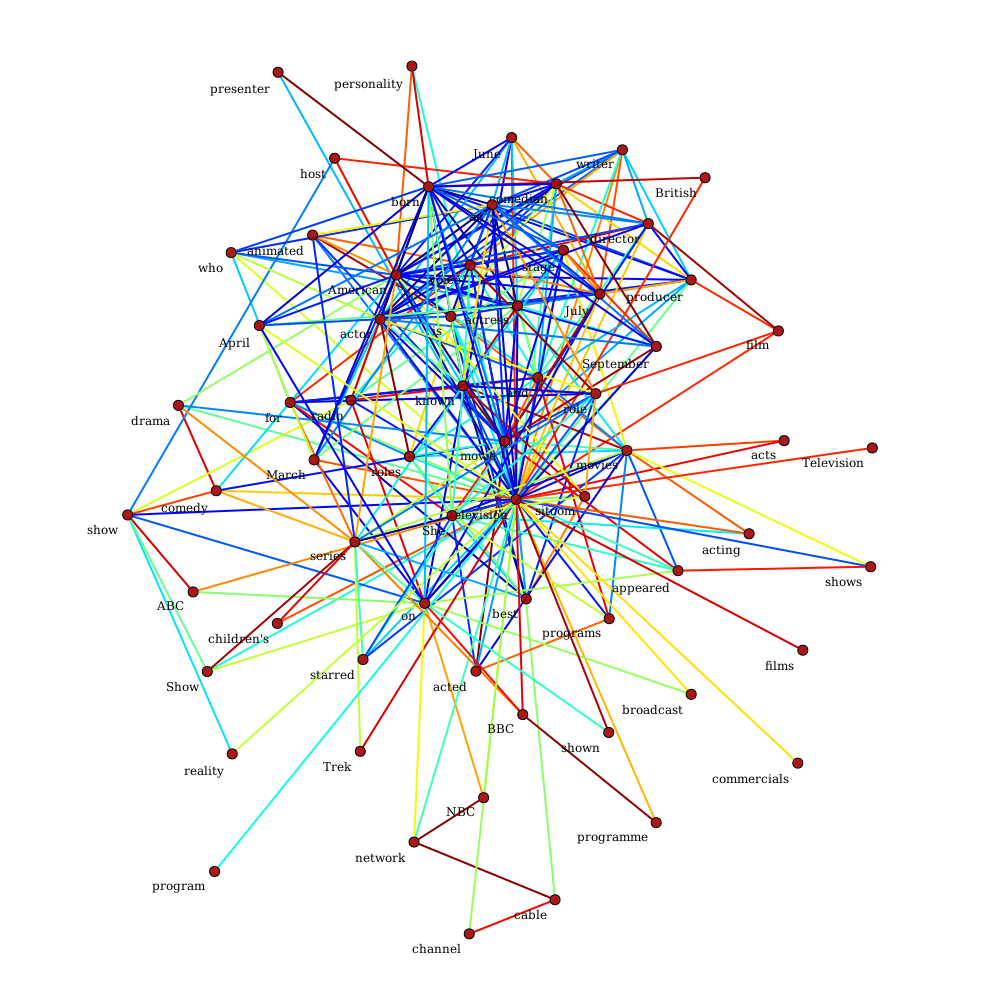 personality
presenter
June
writer
host
British
comedian
born
an
director
animated
stage
who
American
producer
July
actress
is
actor
April
film
September
known
and
role
drama
for
radio
movie
acts
Television
movies
March
roles
comedy
television
sitcom
show
She
acting
series
shows
appeared
ABC
best
on
programs
children's
films
starred
acted
Show
broadcast
BBC
shown
Trek
reality
commercials
NBC
programme
network
program
cable
channel